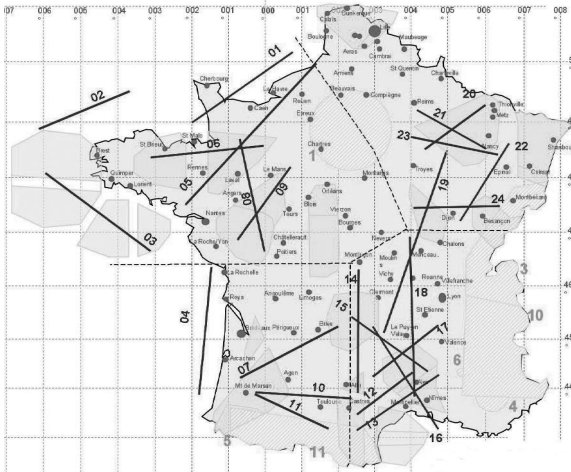 07 006 005 004 003 002 001 000 001 002 003 004 005 006 007 008
Calais
Boulogne
Maubeuge
Arras
Cambrai
Amiens
St Quentin
Charleville
01
Cherbourg
Le Havre
Rouen
Beauvais
Compiègne
20
Thionville
02
Caen
Evreux
Reims
21
Metz
St Malo
St Brieuc
06
Brest
23
Nancy
22
Strasbourg
Quimper
Lorient
Rennes
Laval
Le Mans
Chartres
1
Montargis
Troyes
Epinal
Colmar
05
08
09
Orléans
19
24
Montbéliard
Angers
Blois
Tours
Dijon
Besançon
Nantes
Vierzon
Bourges
03
La Roche/Yon
Châtellerault
Nevers
Chalons
Poitiers
Moulins
Montceau
Montluçon
3
La Rochelle
14
Vichy
Roanne
Villefranche
04
Royan
Angoulême
Limoges
Clermont
18
Lyon
15
St Etienne
10
Bordeaux
Périgueux
Brive
Le Puy en Velay
17
Valence
6
Arcachon
07
Agen
Albi
12
Mt de Marsan
10
11
Toulouse
Castres
13
Montpellier
Nîmes
4
5
11
16